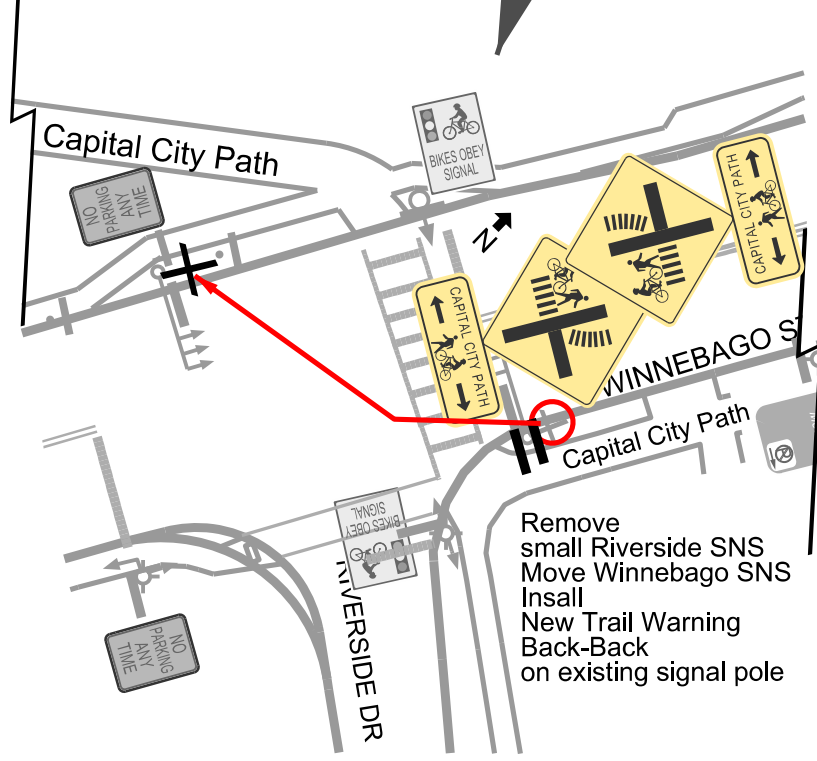 Capital City Path
NO
PARKING
ANY
TIME
BIKES OBEY
SIGNAL
N
CAPITAL CITY PATH
CAPITAL CITY PATH
WINNEBAGO S
Capital City Path
BIKES OBEY
SIGNAL
RIVERSIDE DR
NO
PARKING
ANY
TIME
Remove
small Riverside SNS
Move Winnebago SNS
Insall
New Trail Warning
Back-Back
on existing signal pole